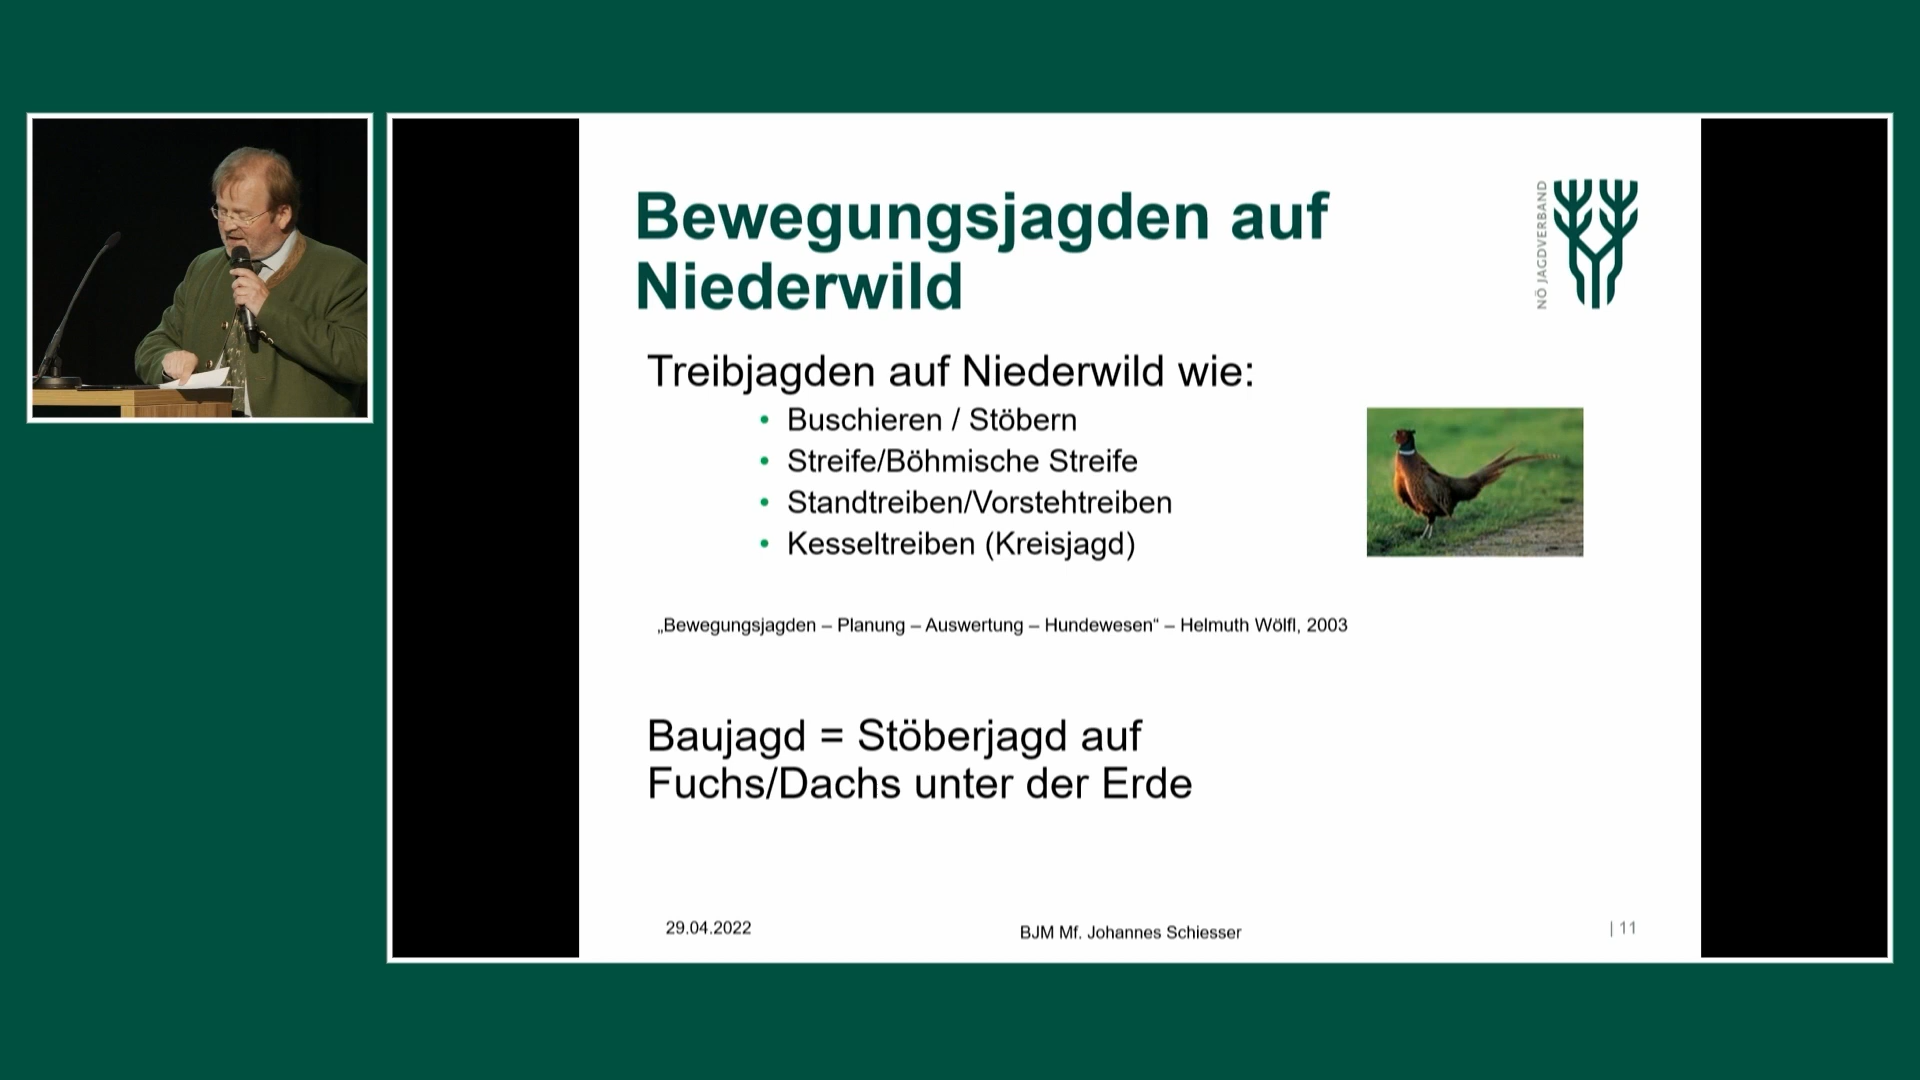 Bewegungsjagden auf
Niederwild
NÖ JAGDVERBAND
Treibjagden auf Niederwild wie:
• Buschieren / Stöbern
• Streife/Böhmische Streife
• Standtreiben/Vorstehtreiben
• Kesseltreiben (Kreisjagd)
„Bewegungsjagden – Planung – Auswertung – Hundewesen“ – Helmuth Wölfl, 2003
Baujagd = Stöberjagd auf
Fuchs/Dachs unter der Erde
29.04.2022
BJM Mf. Johannes Schiesser
| 11